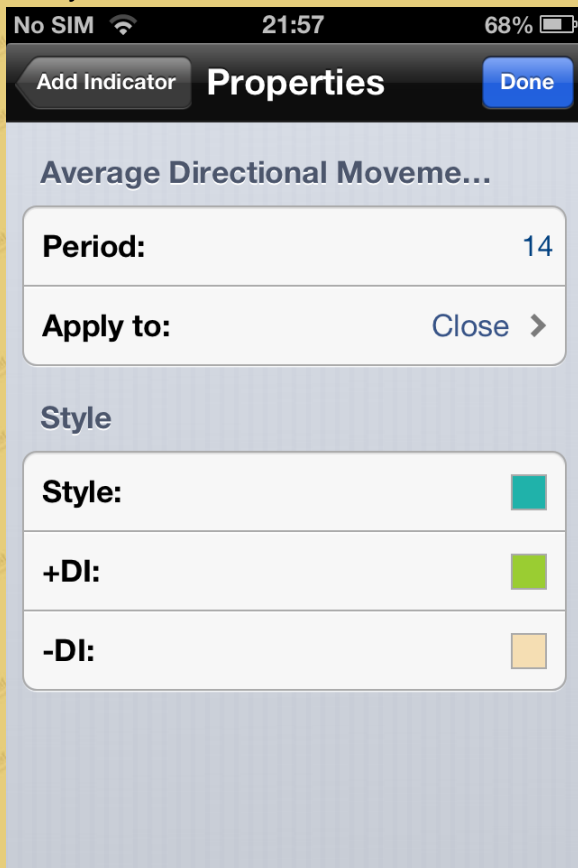 No SIM 21:57 68%
Add Indicator Properties Done
Average Directional Moveme...
Period: 14
Apply to: Close
Style
Style:
+DI:
-DI: